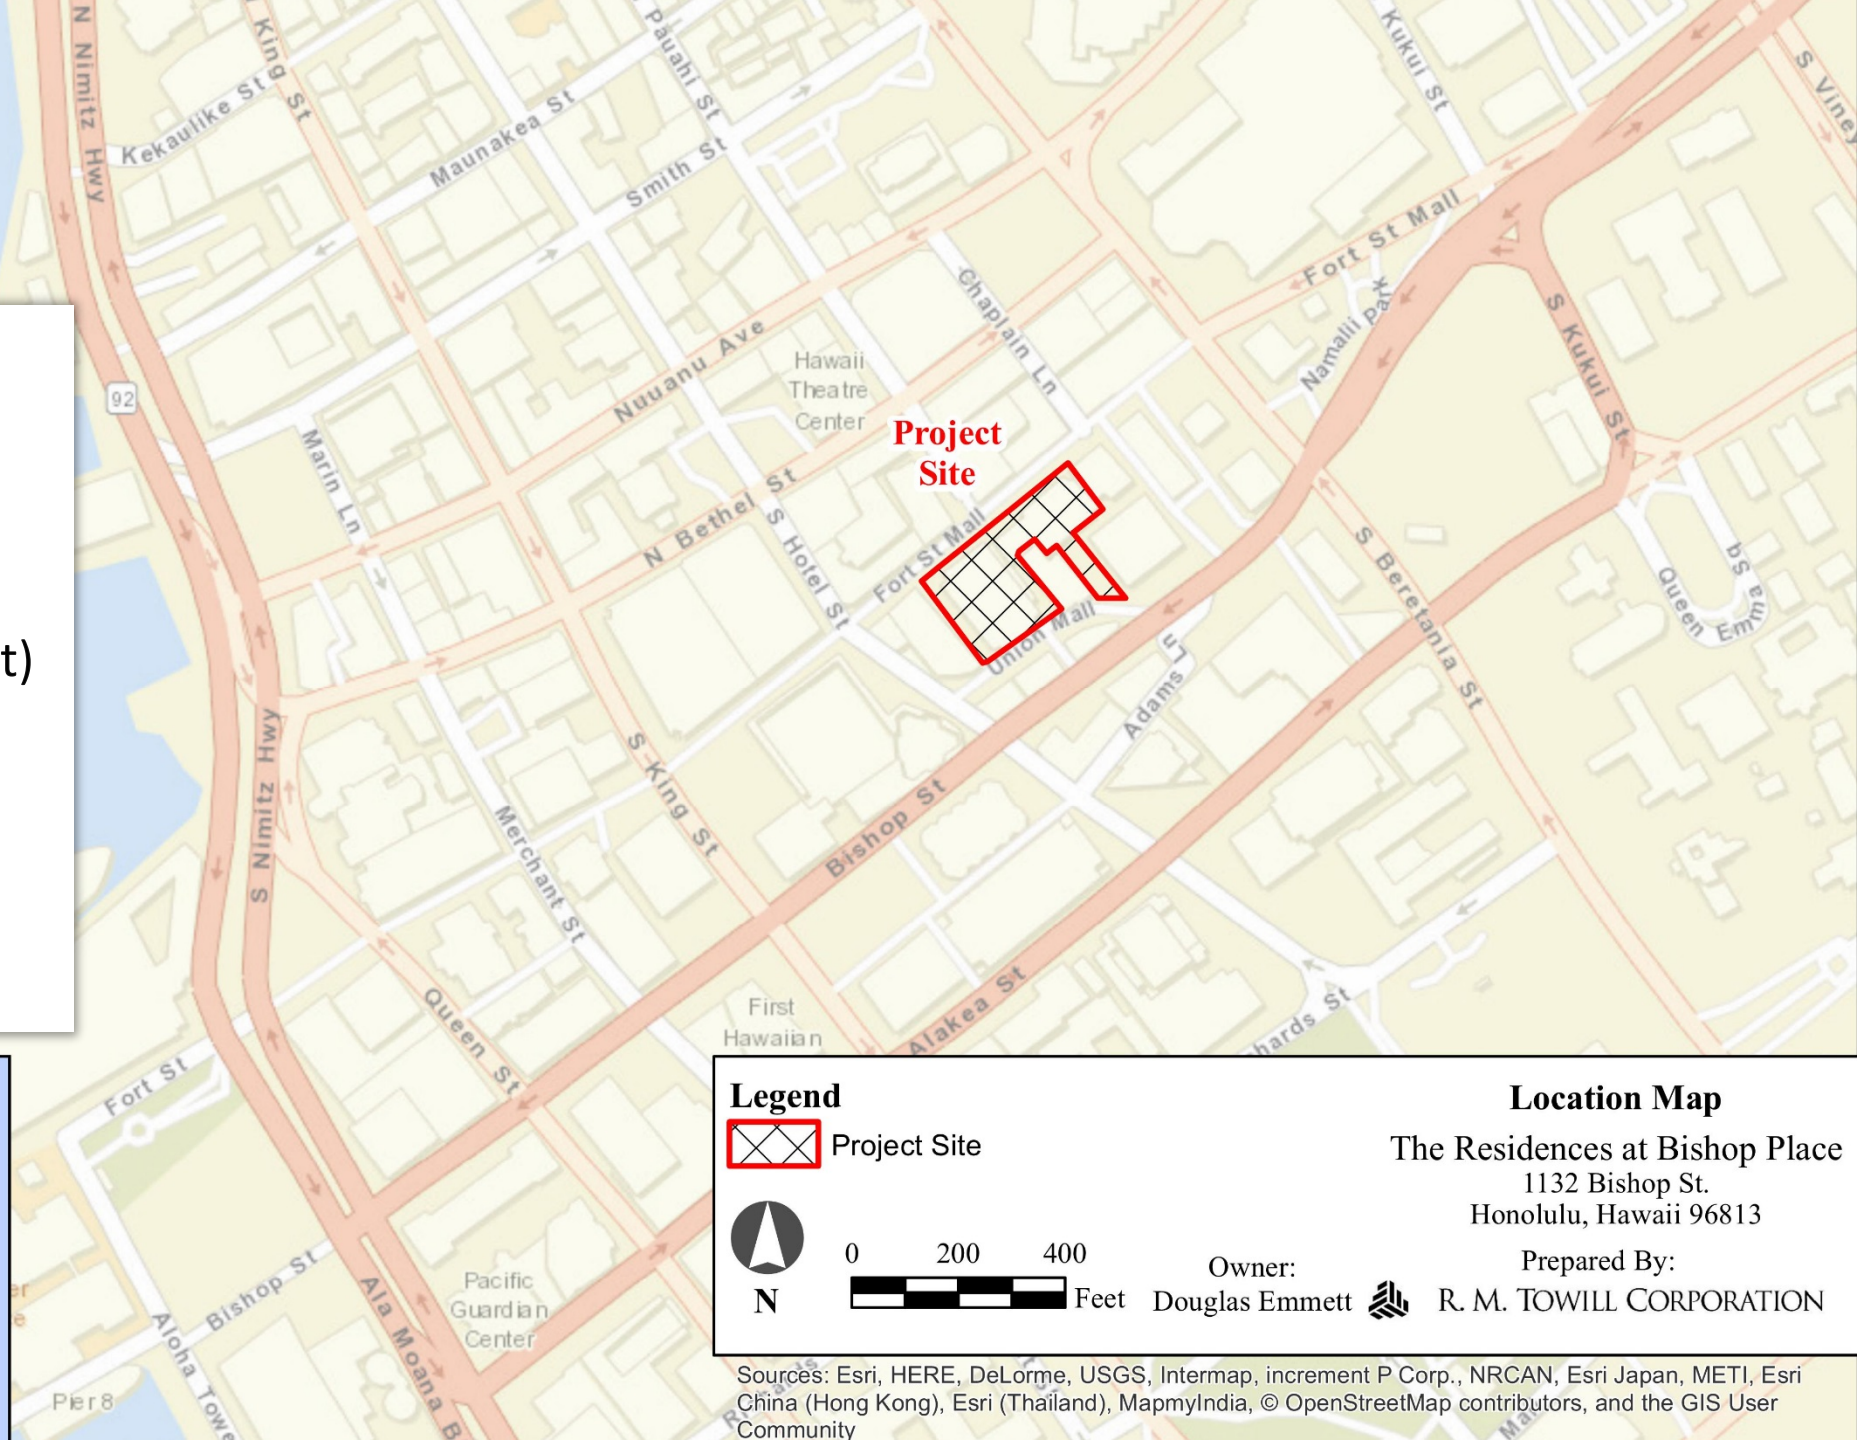 N Nimitz Hwy
King St
Pauahi St
Kukui St
S Viney
Kekaulike St
Maunakea St
Smith St
Fort St Mall
Chaplain Ln
Namalii Park
S Kukui St
Nuuanu Ave
Hawaii
Theatre
Center
92
Project
Site
Marin Ln
N Bethel St
S Hotel St
Fort St Mall
Union Mall
S Beretania St
Queen Emma Sq
t)
Adams Ln
S Nimitz Hwy
S King St
Bishop St
Merchant St
Alakea St
Queen St
First
Hawaiian
hards St
Fort St
Legend
Project Site
N
0 200 400
Feet
Location Map
The Residences at Bishop Place
1132 Bishop St.
Honolulu, Hawaii 96813
Owner:
Douglas Emmett
Prepared By:
R. M. TOWILL CORPORATION
Pacific
Guardian
Center
Bishop St
Ala Moana B
Aloha Towe
Pier 8
er
e
Sources: Esri, HERE, DeLorme, USGS, Intermap, increment P Corp., NRCAN, Esri Japan, METI, Esri
China (Hong Kong), Esri (Thailand), MapmyIndia, © OpenStreetMap contributors, and the GIS User
Community